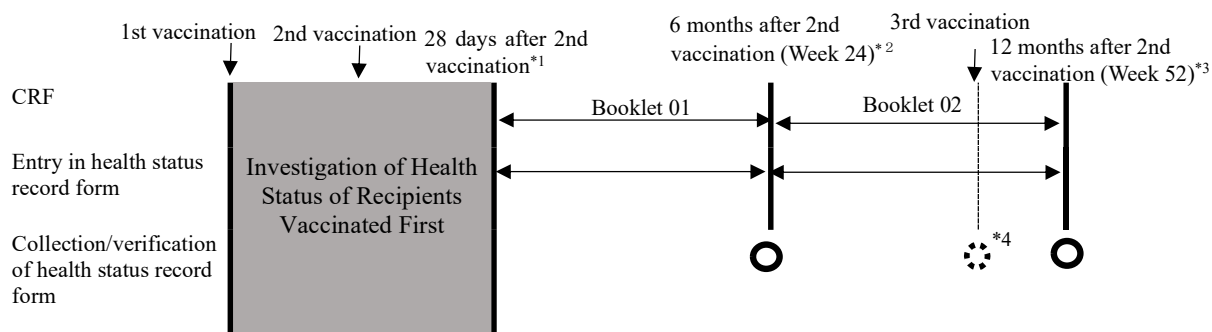 1st vaccination
2nd vaccination
28 days after 2nd
vaccination*1
6 months after 2nd
vaccination (Week 24)*２
3rd vaccination
12 months after 2nd
vaccination (Week 52)*3
CRF
Booklet 01
Booklet 02
Entry in health status
record form
Investigation of Health
Status of Recipients
Vaccinated First
Collection/verification
of health status record
form
*4